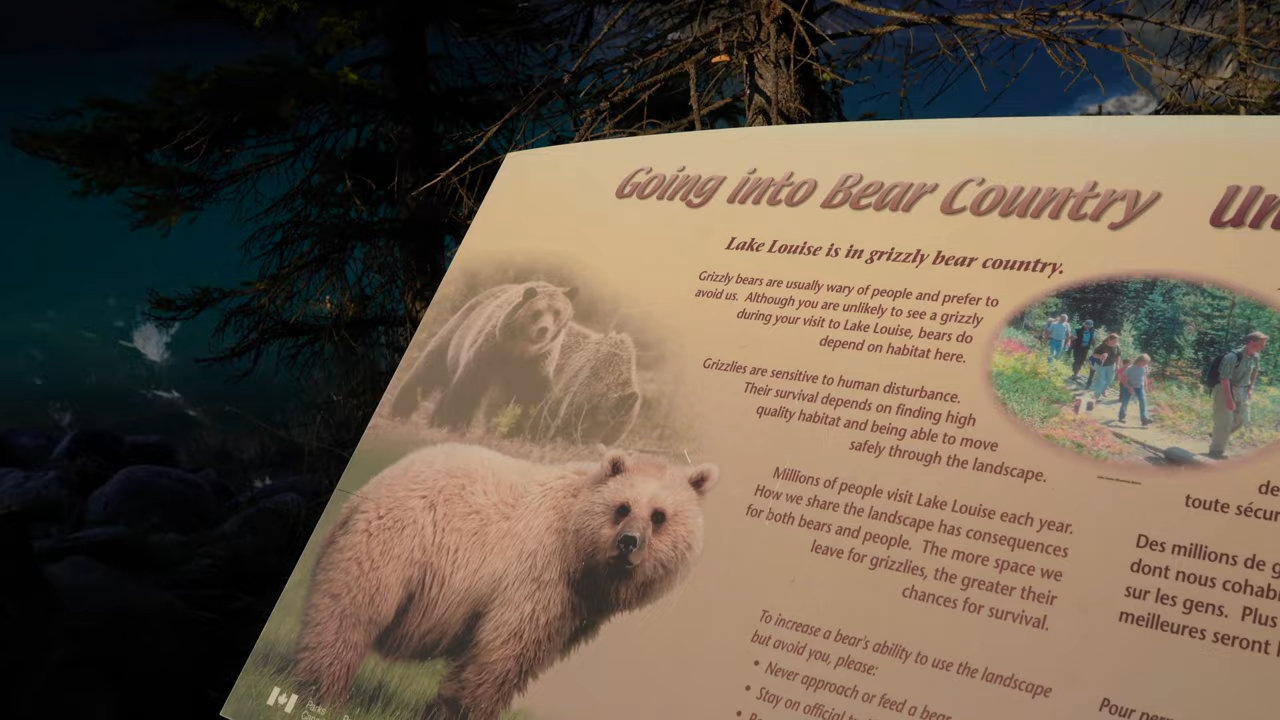 Going into Bear Country
Lake Louise is in grizzly bear country.
Grizzly bears are usually wary of people and prefer to
avoid us. Although you are unlikely to see a grizzly
during your visit to Lake Louise, bears do
depend on habitat here.
Grizzlies are sensitive to human disturbance.
Their survival depends on finding high
quality habitat and being able to move
safely through the landscape.
Millions of people visit Lake Louise each year.
How we share the landscape has consequences
for both bears and people. The more space we
leave for grizzlies, the greater their
chances for survival.
To increase a bear's ability to use the landscape
but avoid you, please:
• Never approach or feed a bear
• Stay on official
Parks
Un
de
toute sécur
Des millions de g
dont nous cohab
sur les gens. Plus
meilleures seront
Pour per